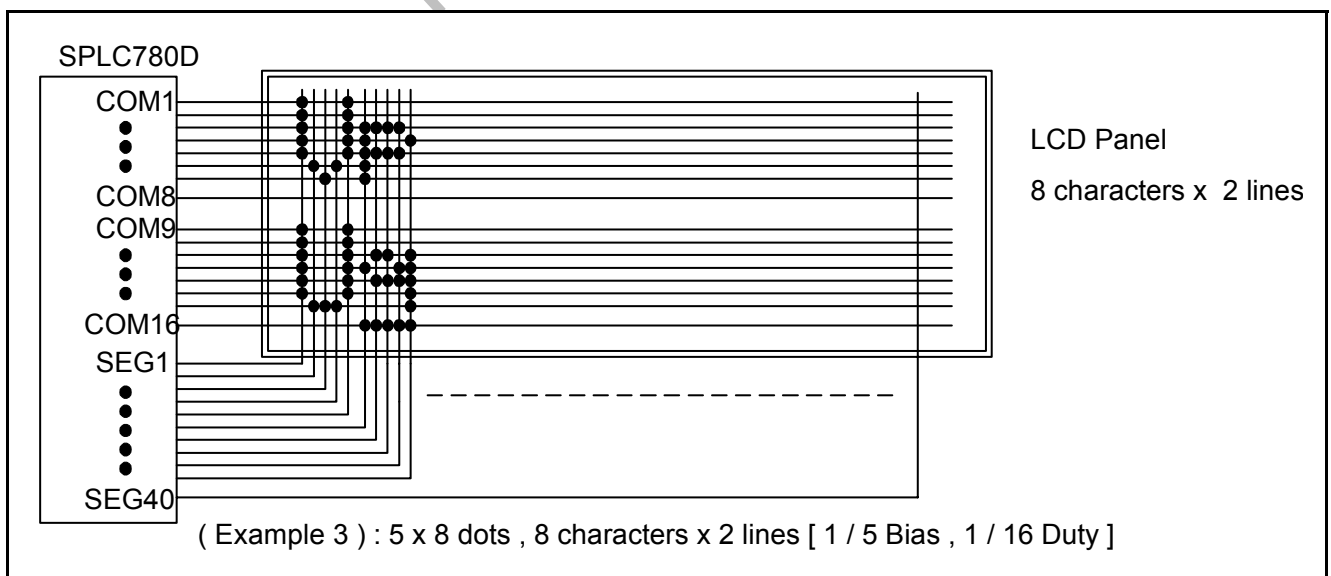 SPLC780D
COM1
COM8
COM9
COM16
SEG1
SEG40
LCD Panel
8 characters x 2 lines
( Example 3 ) : 5 x 8 dots , 8 characters x 2 lines [ 1 / 5 Bias , 1 / 16 Duty ]